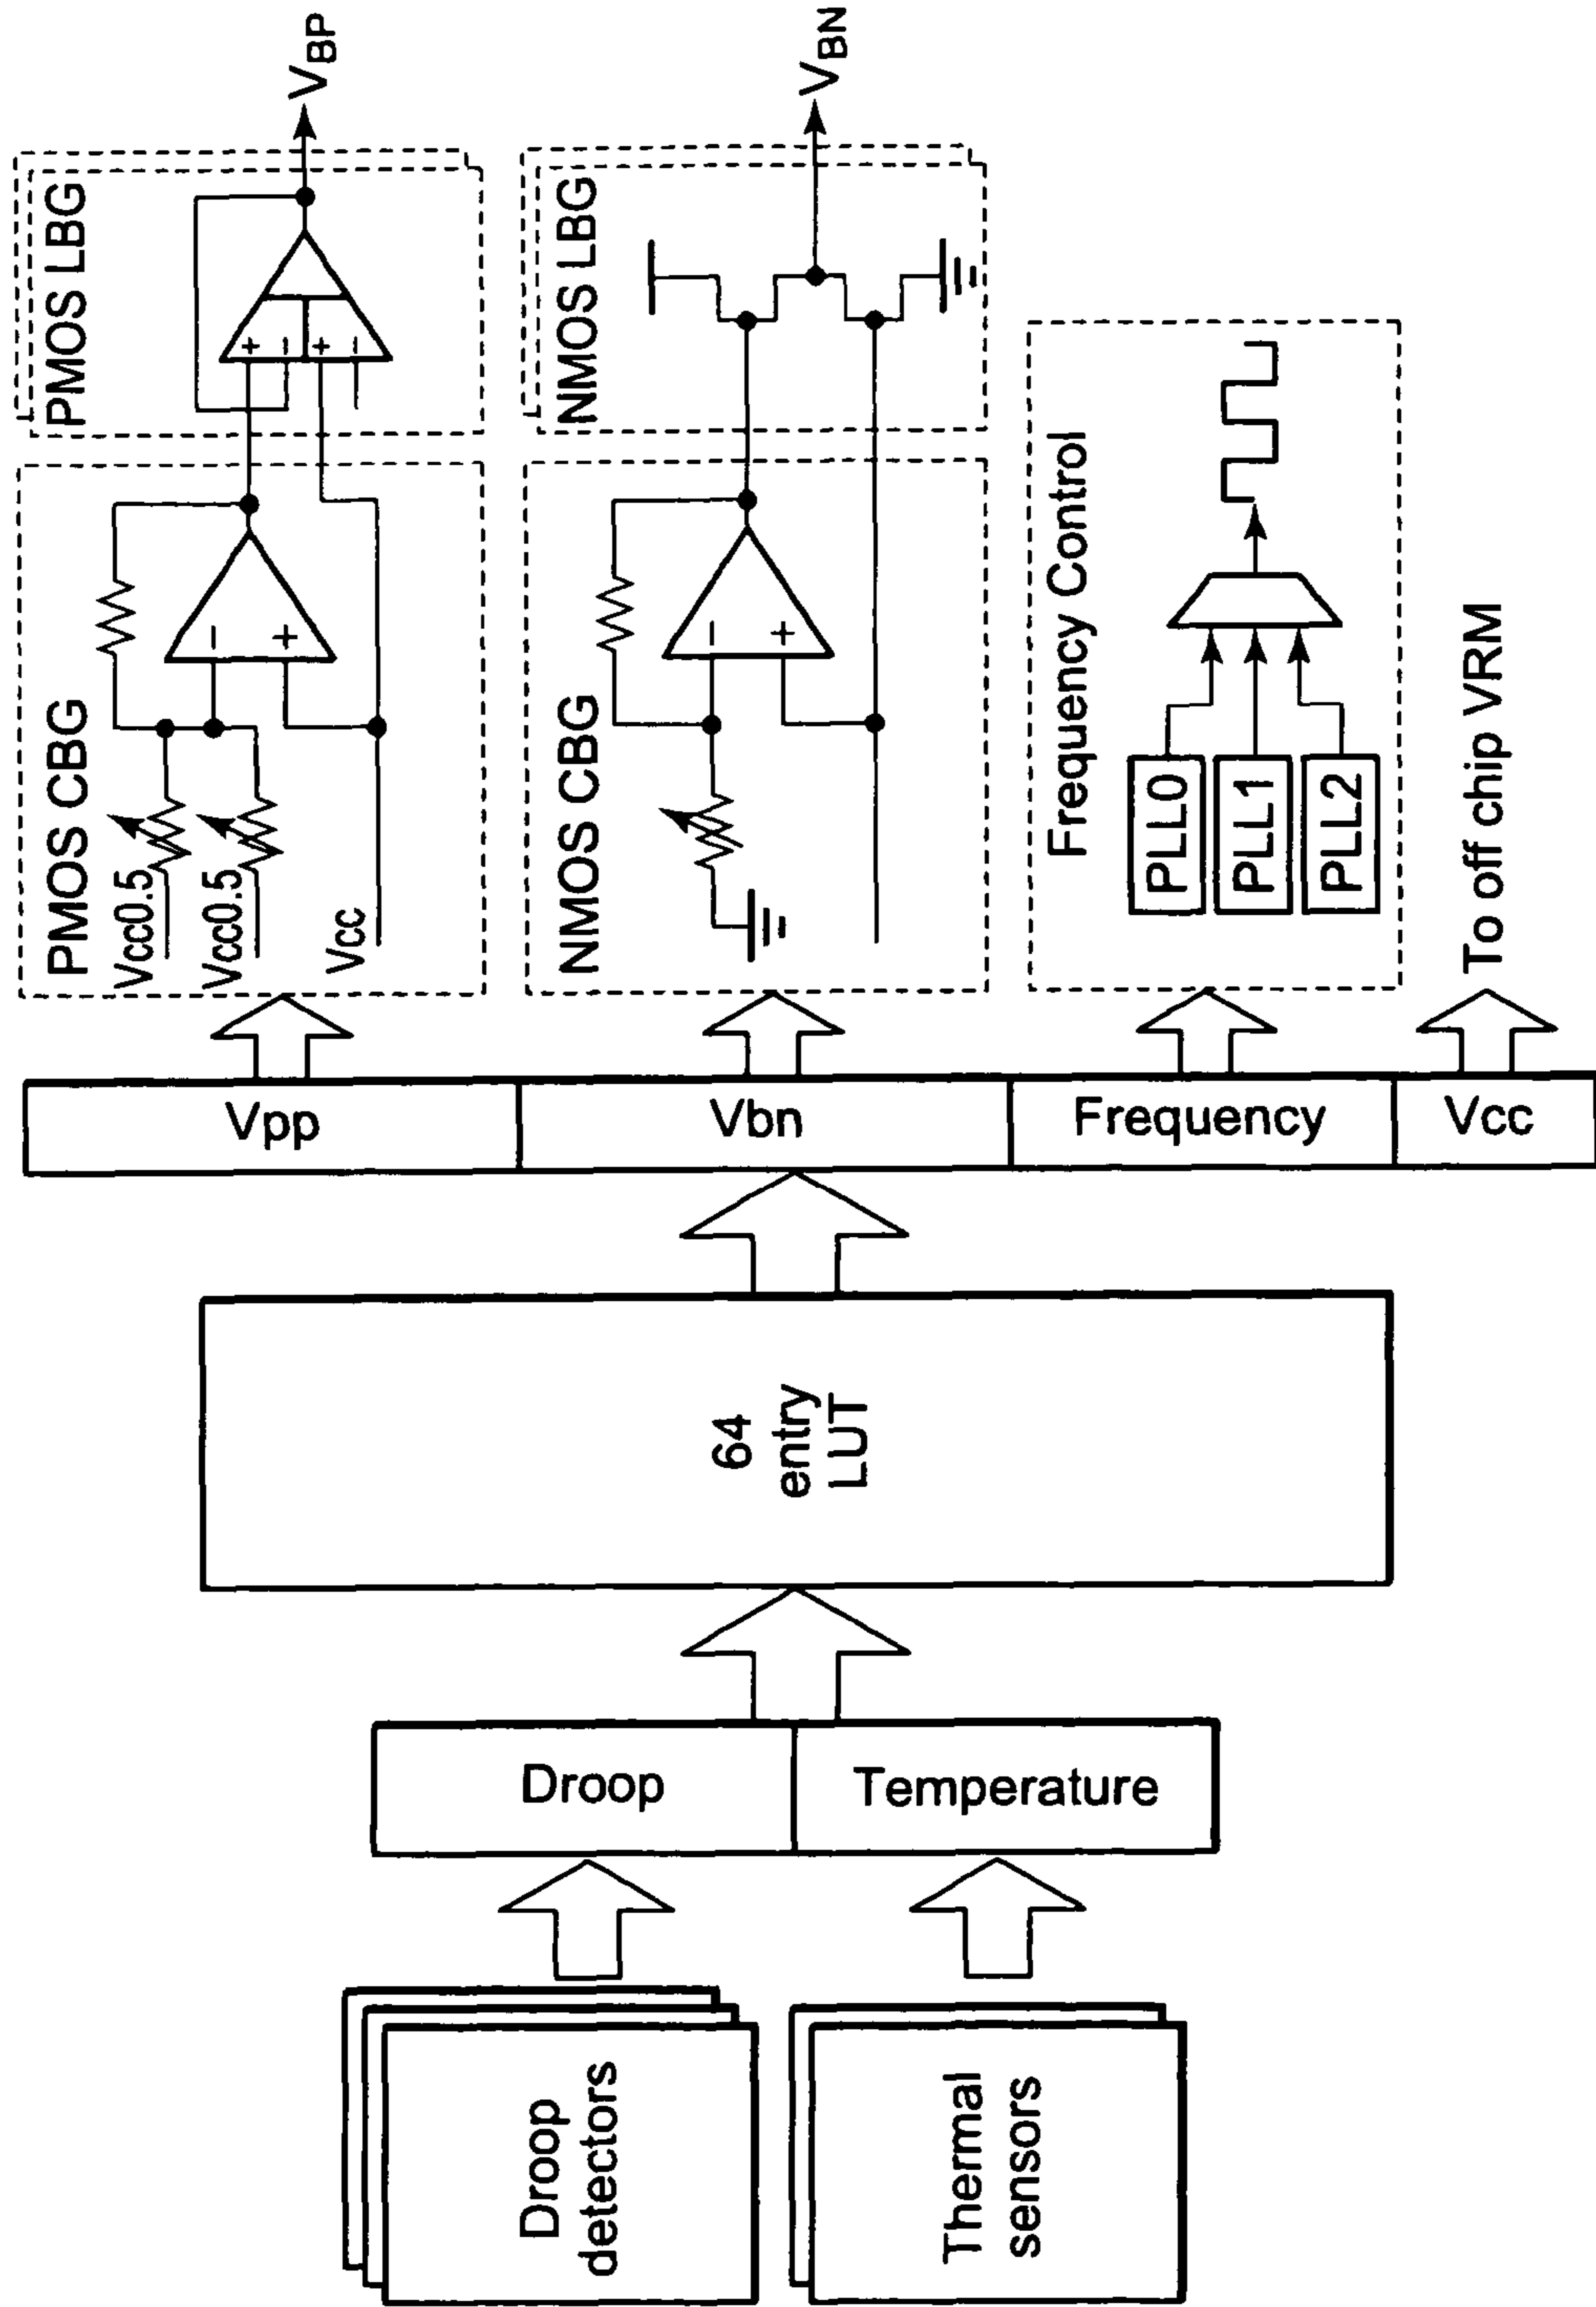 Droop
detectors
Thermal
sensors
Droop
Temperature
64
entry
LUT
Vpp
Vbn
Frequency
Vcc
PMOS CBG
Vcc0.5
Vcc0.5
Vcc
−
+
PMOS LBG
+
−
+
−
VBP
NMOS CBG
−
+
NMOS LBG
VBN
Frequency Control
PLL0
PLL1
PLL2
To off chip VRM